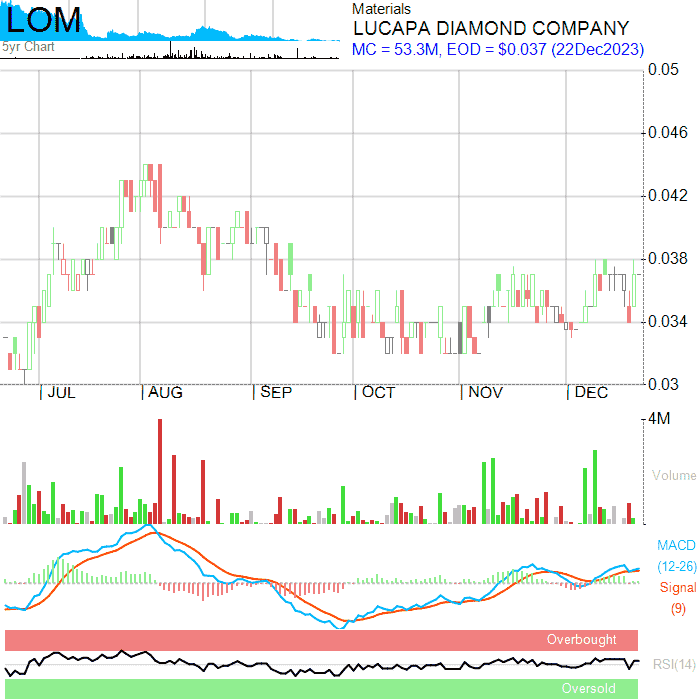 LOM
5yr Chart
Materials
LUCAPA DIAMOND COMPANY
MC = 53.3M, EOD = $0.037 (22Dec2023)
0.05
0.046
0.042
0.038
0.034
0.03
JUL
AUG
SEP
OCT
NOV
DEC
4M
Volume
MACD
(12-26)
Signal
(9)
Overbought
RSI(14)
Oversold